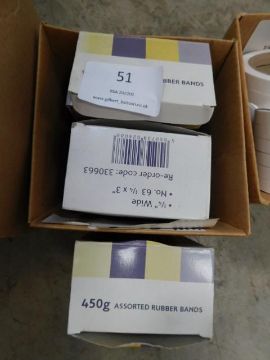 51
RUBBER BANDS
• ¼" Wide
• No. 63 ¼ x 3"
Re-order code: 330663
450g ASSORTED RUBBER BANDS